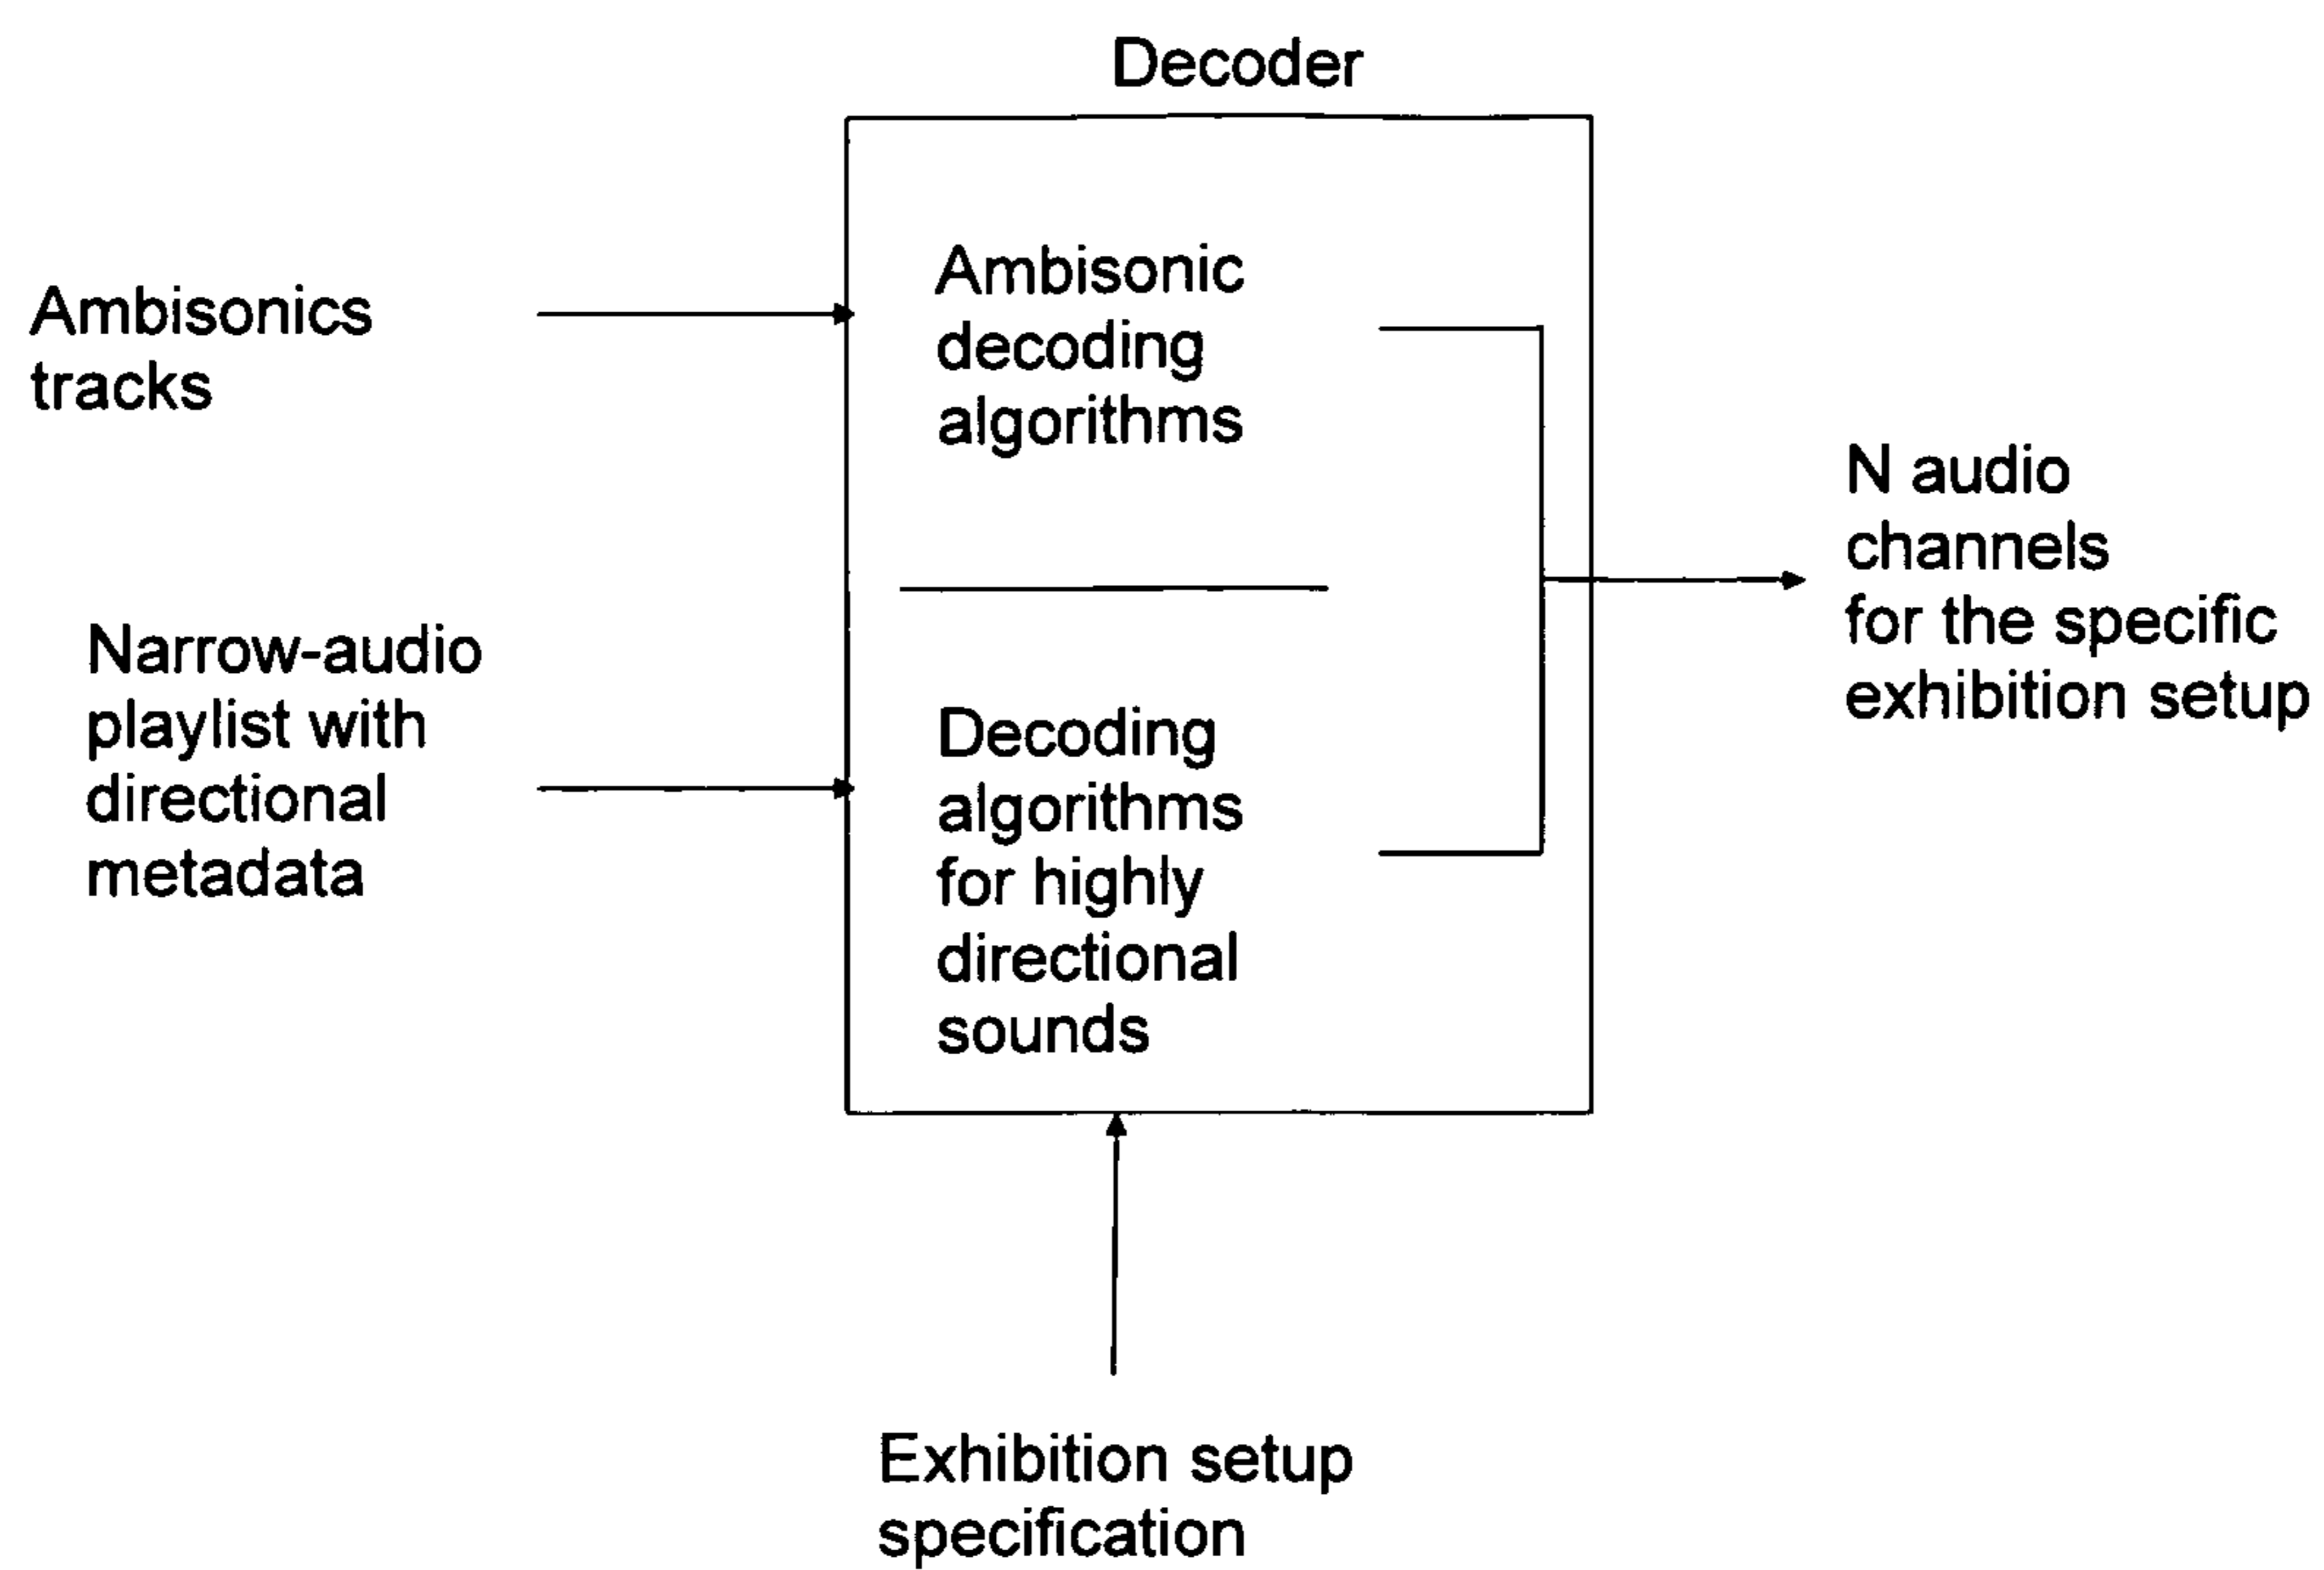 Decoder
Ambisonics
tracks
Ambisonic
decoding
algorithms
Narrow-audio
playlist with
directional
metadata
Decoding
algorithms
for highly
directional
sounds
N audio
channels
for the specific
exhibition setup
Exhibition setup
specification